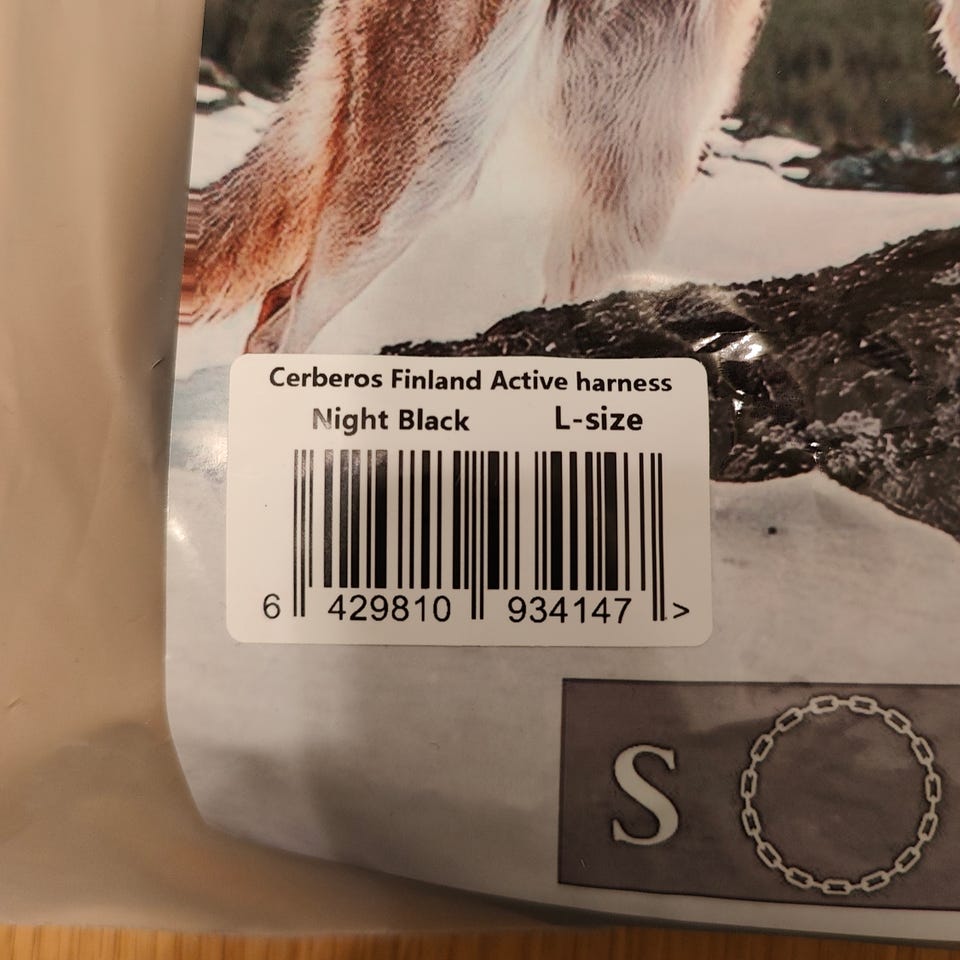 Cerberos Finland Active harness
Night Black L-size
6 429810 934147 >
S